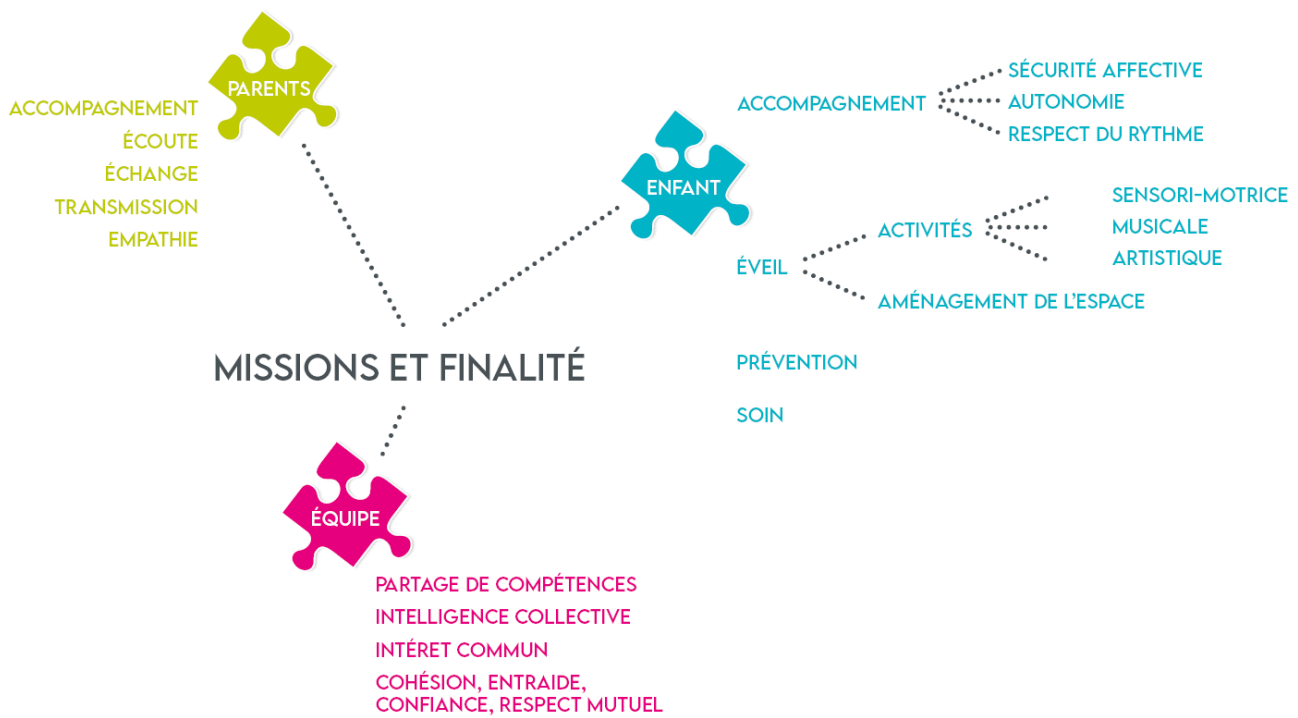 PARENTS
ACCOMPAGNEMENT
ÉCOUTE
ÉCHANGE
TRANSMISSION
EMPATHIE
ENFANT
ACCOMPAGNEMENT
SÉCURITÉ AFFECTIVE
AUTONOMIE
RESPECT DU RYTHME
ÉVEIL
ACTIVITÉS
SENSORI-MOTRICE
MUSICALE
ARTISTIQUE
AMÉNAGEMENT DE L'ESPACE
PRÉVENTION
SOIN
MISSIONS ET FINALITÉ
ÉQUIPE
PARTAGE DE COMPÉTENCES
INTELLIGENCE COLLECTIVE
INTÉRET COMMUN
COHÉSION, ENTRAIDE,
CONFIANCE, RESPECT MUTUEL